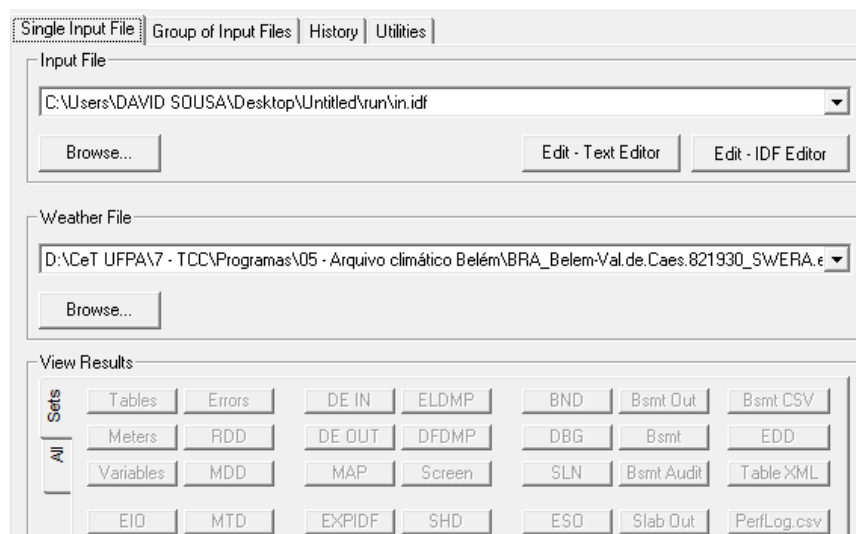 Single Input File Group of Input Files History Utilities
Input File
C:\Users\DAVID SOUSA\Desktop\Untitled\run\in.idf
Browse... Edit - Text Editor Edit - IDF Editor
Weather File
D:\CeT UFPA\7 - TCC\Programas\05 - Arquivo climático Belém\BRA_Belem-Val.de.Caes.821930_SWERA.e
Browse...
View Results
Sets
All
Tables Errors DE IN ELDMP BND Bsmt Out Bsmt CSV
Meters RDD DE OUT DFDMP DBG Bsmt EDD
Variables MDD MAP Screen SLN Bsmt Audit Table XML
EIO MTD EXPIDF SHD ESO Slab Out PerfLog.csv